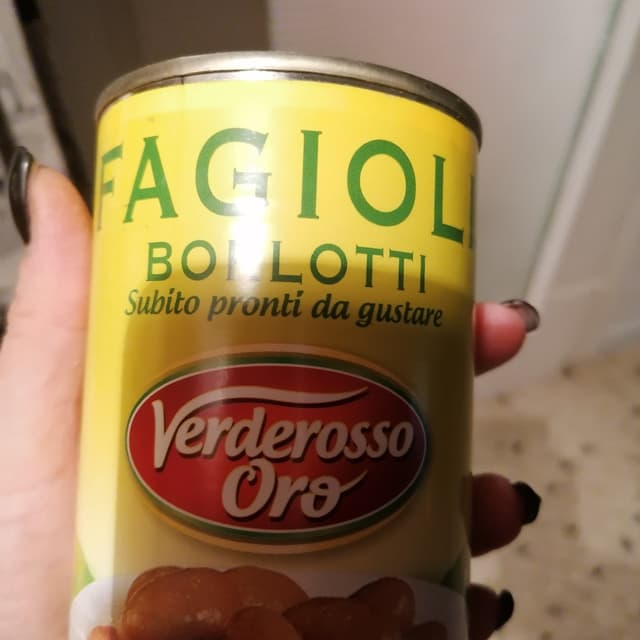 FAGIOLI
BORLOTTI
Subito pronti da gustare
Verderosso
Oro